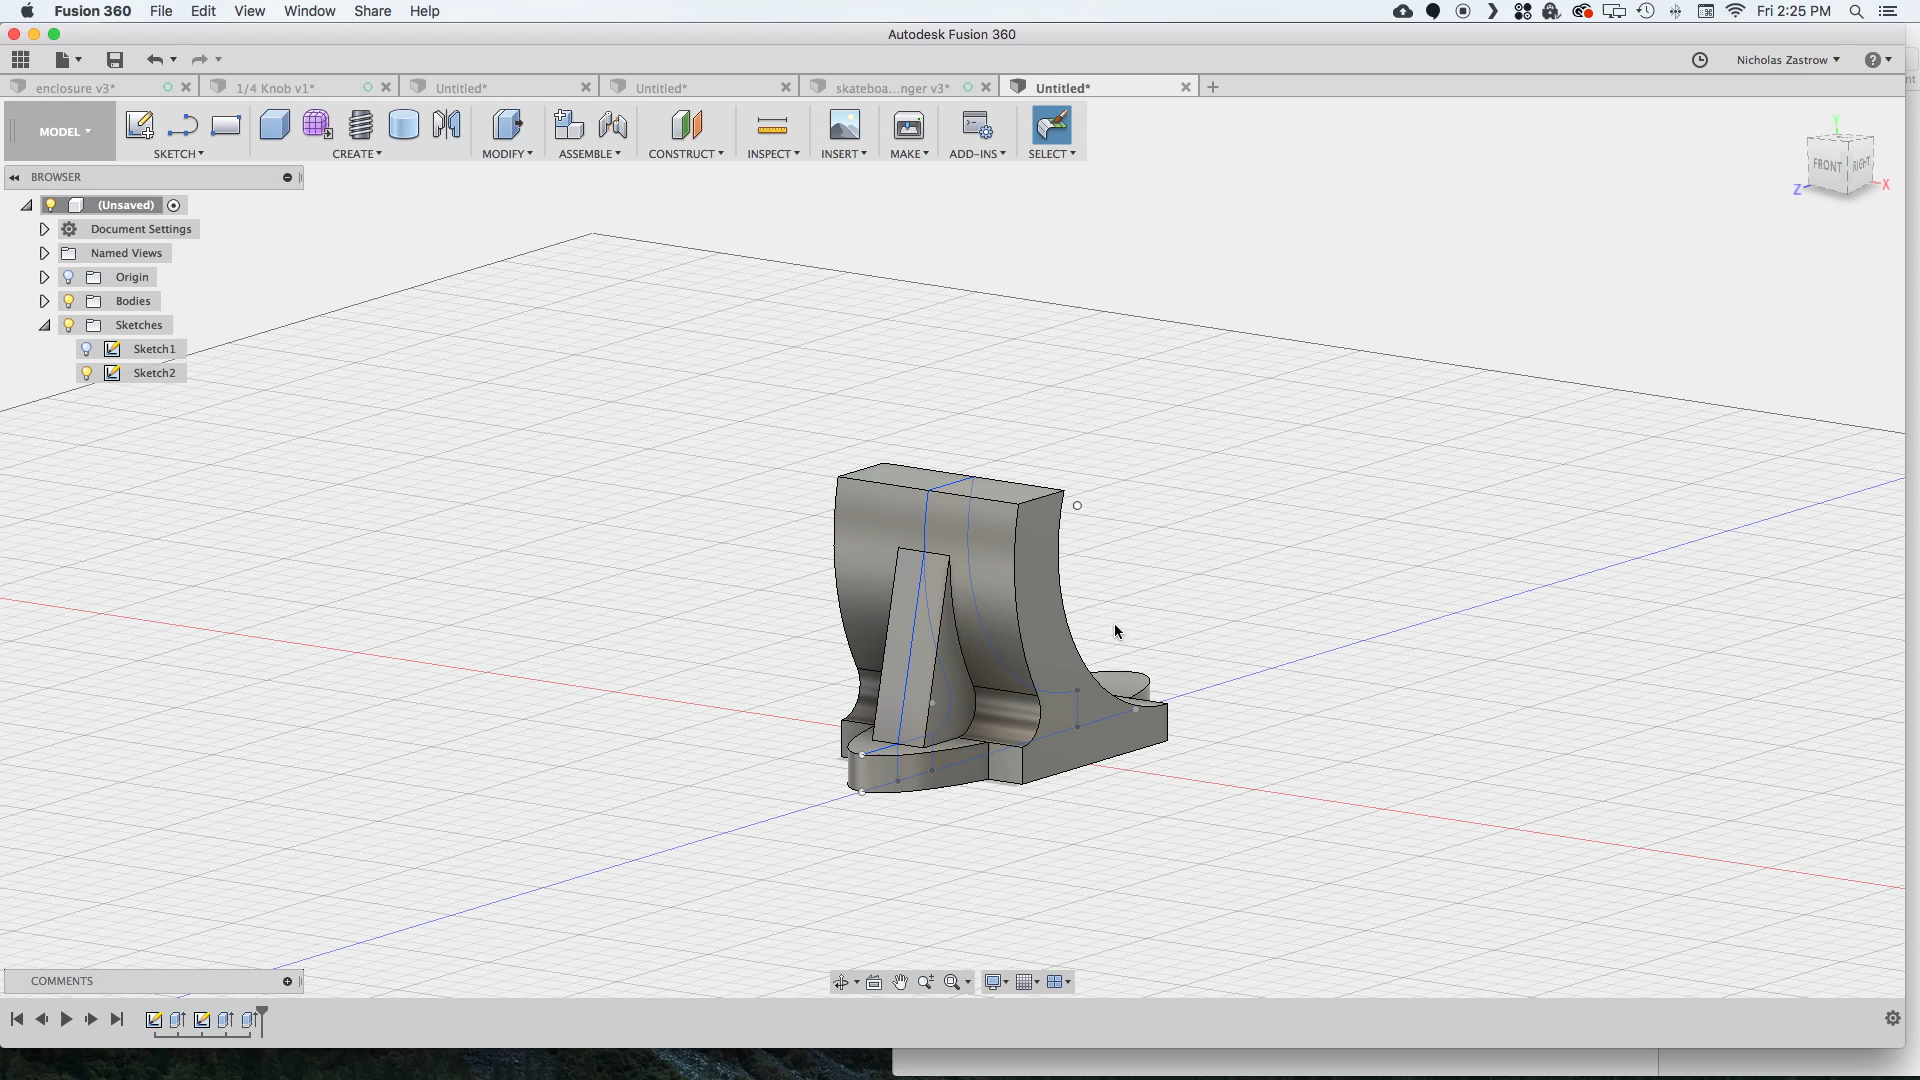 Fusion 360 File Edit View Window Share Help Fri 2:25 PM
Autodesk Fusion 360
Nicholas Zastrow
enclosure v3* 1/4 Knob v1* Untitled* Untitled* skateboa...nger v3* Untitled*
MODEL
SKETCH CREATE MODIFY ASSEMBLE CONSTRUCT INSPECT INSERT MAKE ADD-INS SELECT
Y
FRONT RIGHT
Z X
BROWSER
(Unsaved)
Document Settings
Named Views
Origin
Bodies
Sketches
Sketch1
Sketch2
COMMENTS